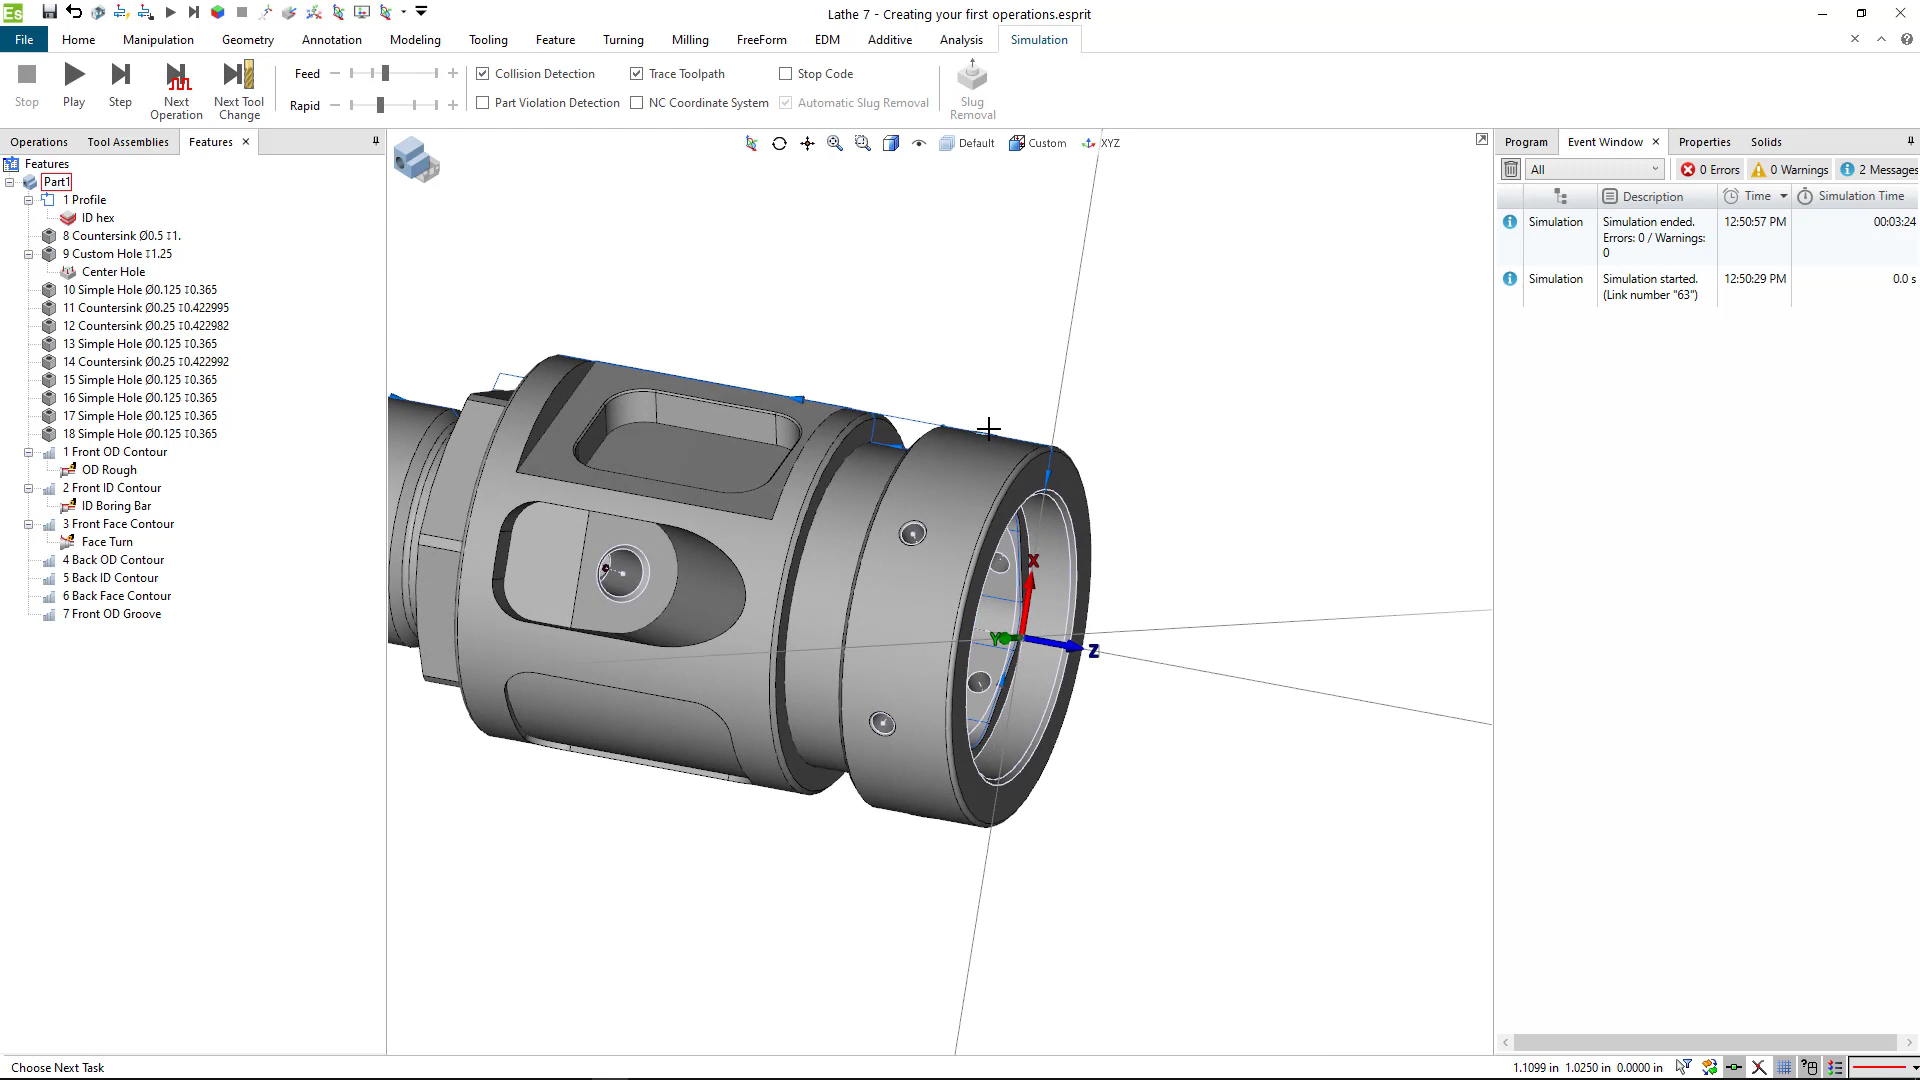 Es
Lathe 7 - Creating your first operations.esprit
File Home Manipulation Geometry Annotation Modeling Tooling Feature Turning Milling FreeForm EDM Additive Analysis Simulation
Stop
Play
Step
Next Operation
Next Tool Change
Feed
Rapid
Collision Detection
Part Violation Detection
Trace Toolpath
NC Coordinate System
Stop Code
Automatic Slug Removal
Slug Removal
Operations Tool Assemblies Features
Features
Part1
1 Profile
ID hex
8 Countersink Ø0.5 ↧1.
9 Custom Hole ↧1.25
Center Hole
10 Simple Hole Ø0.125 ↧0.365
11 Countersink Ø0.25 ↧0.422995
12 Countersink Ø0.25 ↧0.422982
13 Simple Hole Ø0.125 ↧0.365
14 Countersink Ø0.25 ↧0.422992
15 Simple Hole Ø0.125 ↧0.365
16 Simple Hole Ø0.125 ↧0.365
17 Simple Hole Ø0.125 ↧0.365
18 Simple Hole Ø0.125 ↧0.365
1 Front OD Contour
OD Rough
2 Front ID Contour
ID Boring Bar
3 Front Face Contour
Face Turn
4 Back OD Contour
5 Back ID Contour
6 Back Face Contour
7 Front OD Groove
Default Custom XYZ
X
Y
Z
Program Event Window Properties Solids
All 0 Errors 0 Warnings 2 Messages
Description Time Simulation Time
Simulation Simulation ended. 12:50:57 PM 00:03:24
Errors: 0 / Warnings:
0
Simulation Simulation started. 12:50:29 PM 0.0 s
(Link number "63")
Choose Next Task
1.1099 in 1.0250 in 0.0000 in